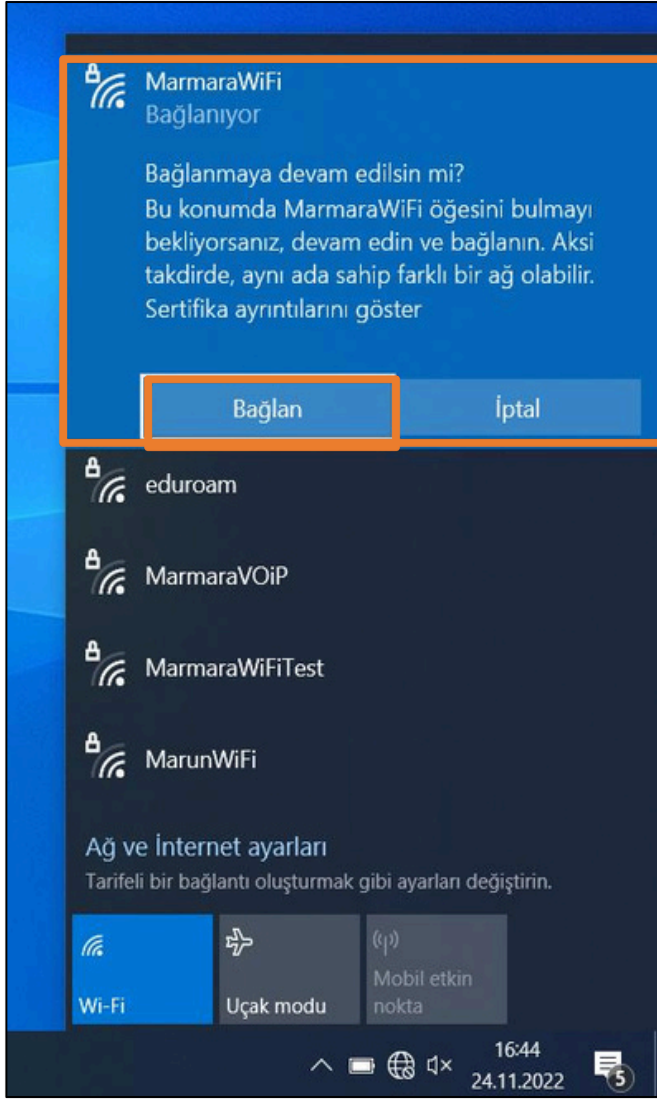 MarmaraWiFi
Bağlanıyor
Bağlanmaya devam edilsin mi?
Bu konumda MarmaraWiFi öğesini bulmayı
bekliyorsanız, devam edin ve bağlanın. Aksi
takdirde, aynı ada sahip farklı bir ağ olabilir.
Sertifika ayrıntılarını göster
Bağlan İptal
eduroam
MarmaraVOiP
MarmaraWiFiTest
MarunWiFi
Ağ ve İnternet ayarları
Tarifeli bir bağlantı oluşturmak gibi ayarları değiştirin.
Mobil etkin
Wi-Fi Uçak modu nokta
16:44
24.11.2022 5